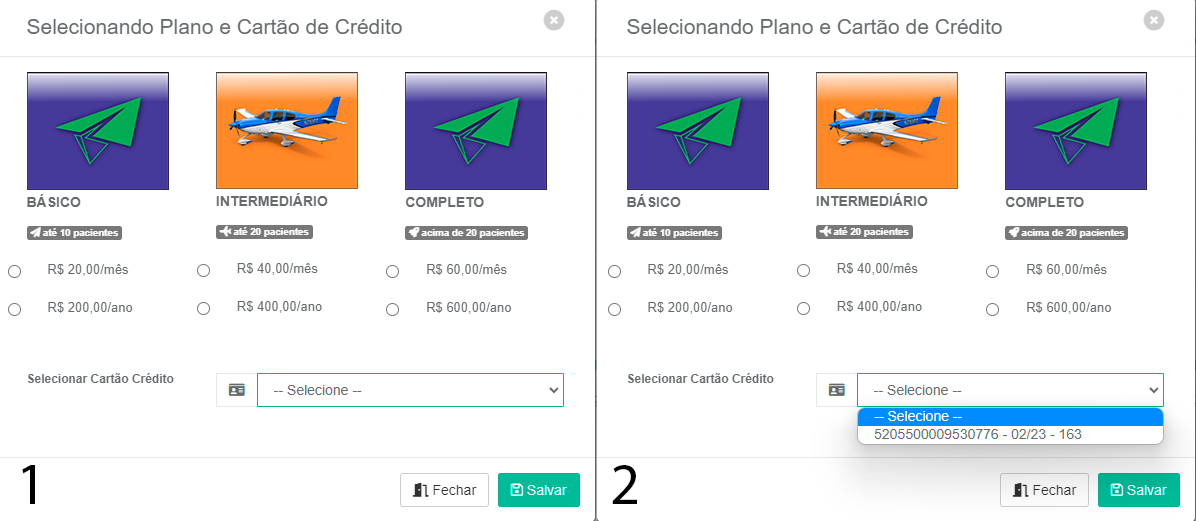 Selecionando Plano e Cartão de Crédito
BÁSICO
INTERMEDIÁRIO
COMPLETO
até 10 pacientes
até 20 pacientes
acima de 20 pacientes
R$ 20,00/mês
R$ 40,00/mês
R$ 60,00/mês
R$ 200,00/ano
R$ 400,00/ano
R$ 600,00/ano
Selecionar Cartão Crédito
-- Selecione --
1
Fechar
Salvar
Selecionando Plano e Cartão de Crédito
BÁSICO
INTERMEDIÁRIO
COMPLETO
até 10 pacientes
até 20 pacientes
acima de 20 pacientes
R$ 20,00/mês
R$ 40,00/mês
R$ 60,00/mês
R$ 200,00/ano
R$ 400,00/ano
R$ 600,00/ano
Selecionar Cartão Crédito
-- Selecione --
-- Selecione --
5205500009530776 - 02/23 - 163
2
Fechar
Salvar